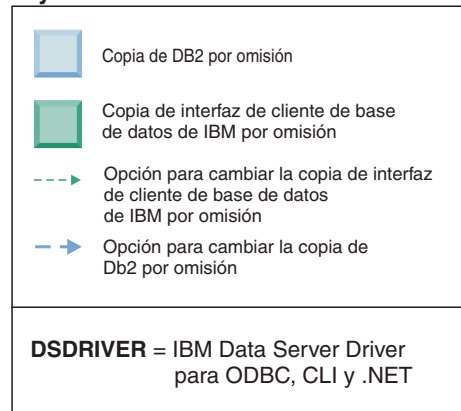 Copia de DB2 por omisión
Copia de interfaz de cliente de base
de datos de IBM por omisión
Opción para cambiar la copia de interfaz
de cliente de base de datos
de IBM por omisión
Opción para cambiar la copia de
Db2 por omisión
DSDRIVER = IBM Data Server Driver
para ODBC, CLI y .NET